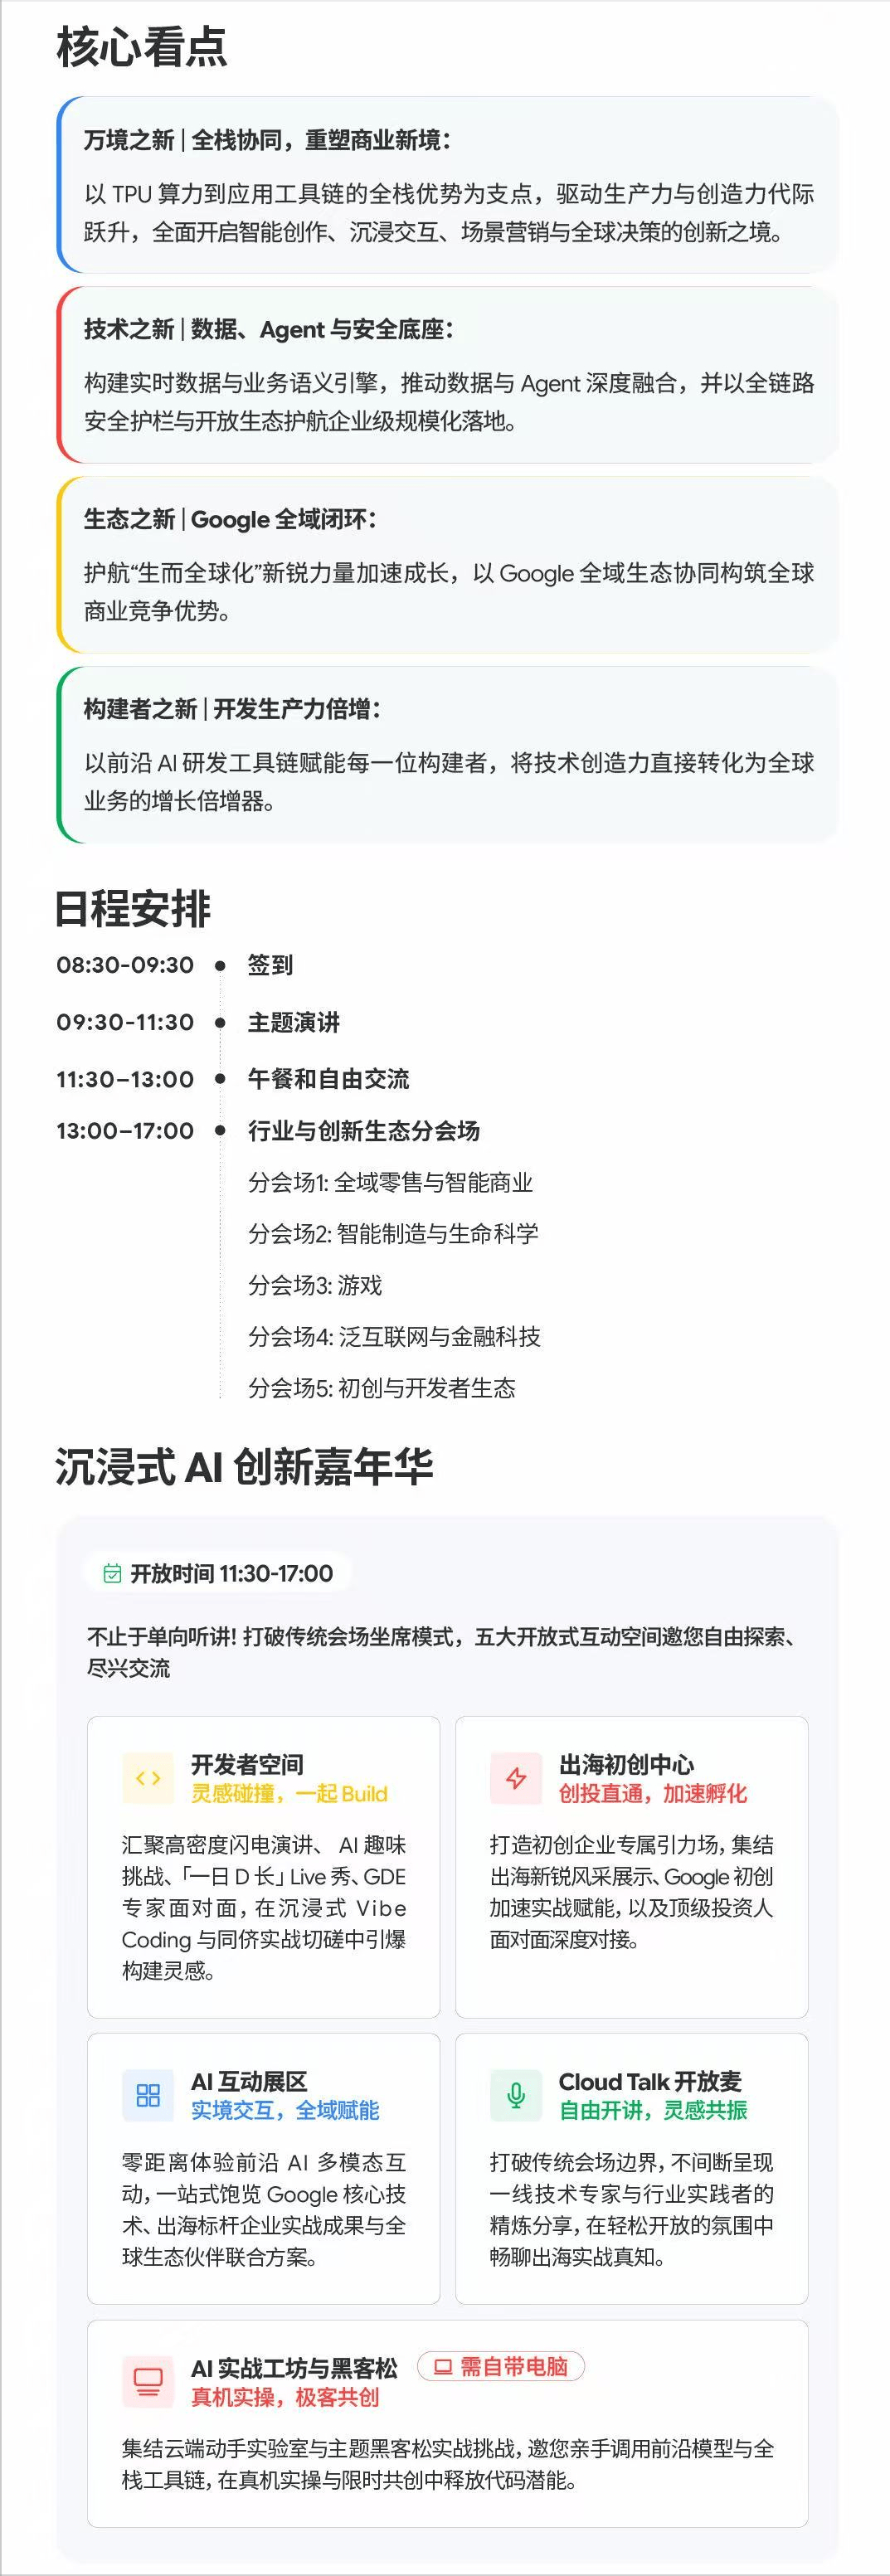 核心看点
万境之新 | 全栈协同，重塑商业新境：
以 TPU 算力到应用工具链的全栈优势为支点，驱动生产力与创造力代际
跃升，全面开启智能创作、沉浸交互、场景营销与全球决策的创新之境。
技术之新 | 数据、Agent 与安全底座：
构建实时数据与业务语义引擎，推动数据与 Agent 深度融合，并以全链路
安全护栏与开放生态护航企业级规模化落地。
生态之新 | Google 全域闭环：
护航“生而全球化”新锐力量加速成长，以 Google 全域生态协同构筑全球
商业竞争优势。
构建者之新 | 开发生产力倍增：
以前沿 AI 研发工具链赋能每一位构建者，将技术创造力直接转化为全球
业务的增长倍增器。
日程安排
08:30-09:30 签到
09:30-11:30 主题演讲
11:30–13:00 午餐和自由交流
13:00–17:00 行业与创新生态分会场
分会场1: 全域零售与智能商业
分会场2: 智能制造与生命科学
分会场3: 游戏
分会场4: 泛互联网与金融科技
分会场5: 初创与开发者生态
沉浸式 AI 创新嘉年华
开放时间 11:30-17:00
不止于单向听讲! 打破传统会场坐席模式，五大开放式互动空间邀您自由探索、
尽兴交流
开发者空间
灵感碰撞，一起 Build
汇聚高密度闪电演讲、 AI 趣味
挑战、「一日 D 长」Live 秀、GDE
专家面对面，在沉浸式 Vibe
Coding 与同侪实战切磋中引爆
构建灵感。
出海初创中心
创投直通，加速孵化
打造初创企业专属引力场，集结
出海新锐风采展示、Google 初创
加速实战赋能，以及顶级投资人
面对面深度对接。
AI 互动展区
实境交互，全域赋能
零距离体验前沿 AI 多模态互
动，一站式饱览 Google 核心技
术、出海标杆企业实战成果与全
球生态伙伴联合方案。
Cloud Talk 开放麦
自由开讲，灵感共振
打破传统会场边界，不间断呈现
一线技术专家与行业实践者的
精炼分享，在轻松开放的氛围中
畅聊出海实战真知。
AI 实战工坊与黑客松 需自带电脑
真机实操，极客共创
集结云端动手实验室与主题黑客松实战挑战，邀您亲手调用前沿模型与全
栈工具链，在真机实操与限时共创中释放代码潜能。